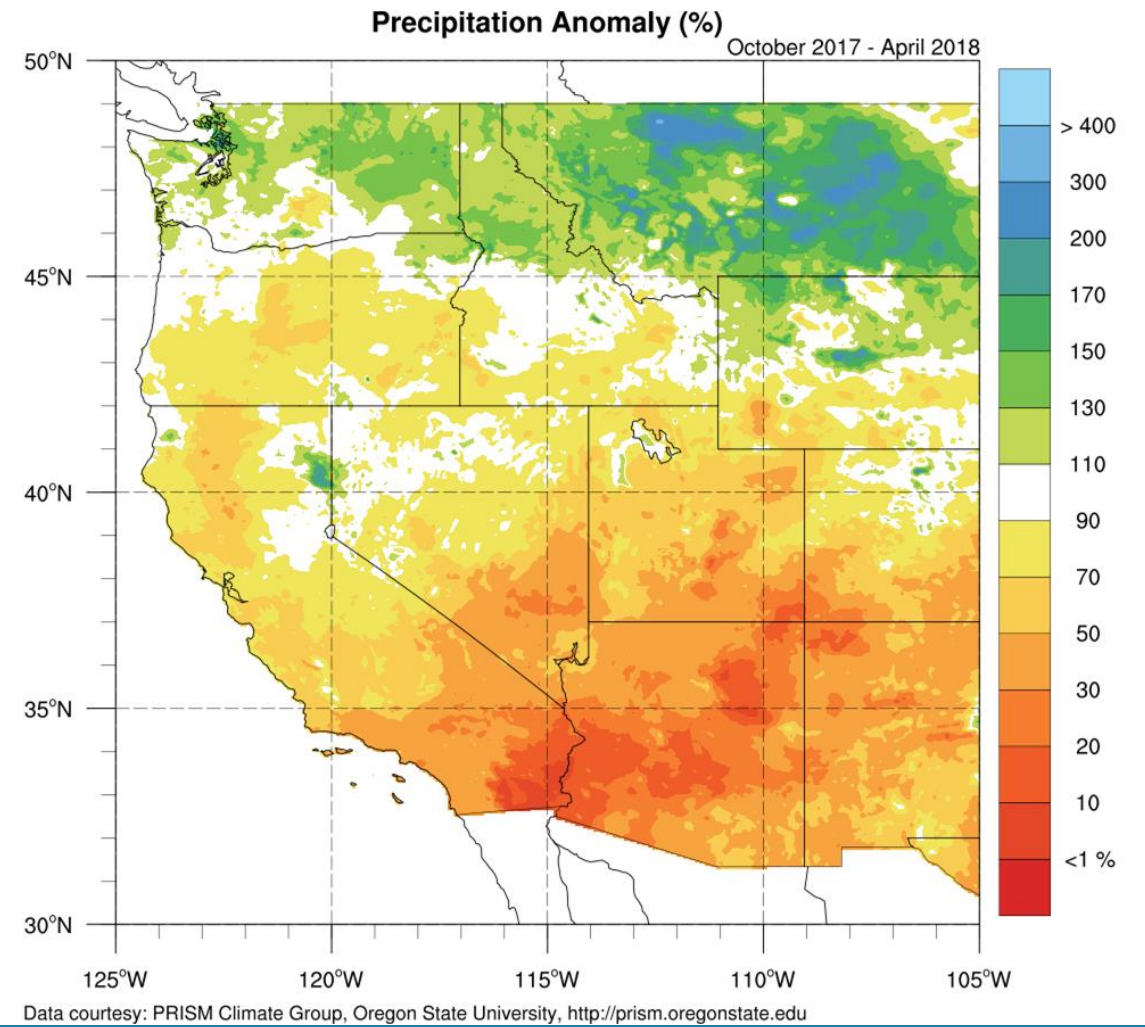 Precipitation Anomaly (%)
October 2017 - April 2018
50°N
45°N
40°N
35°N
30°N
125°W
120°W
115°W
110°W
105°W
> 400
300
200
170
150
130
110
90
70
50
30
20
10
<1 %
Data courtesy: PRISM Climate Group, Oregon State University, http://prism.oregonstate.edu